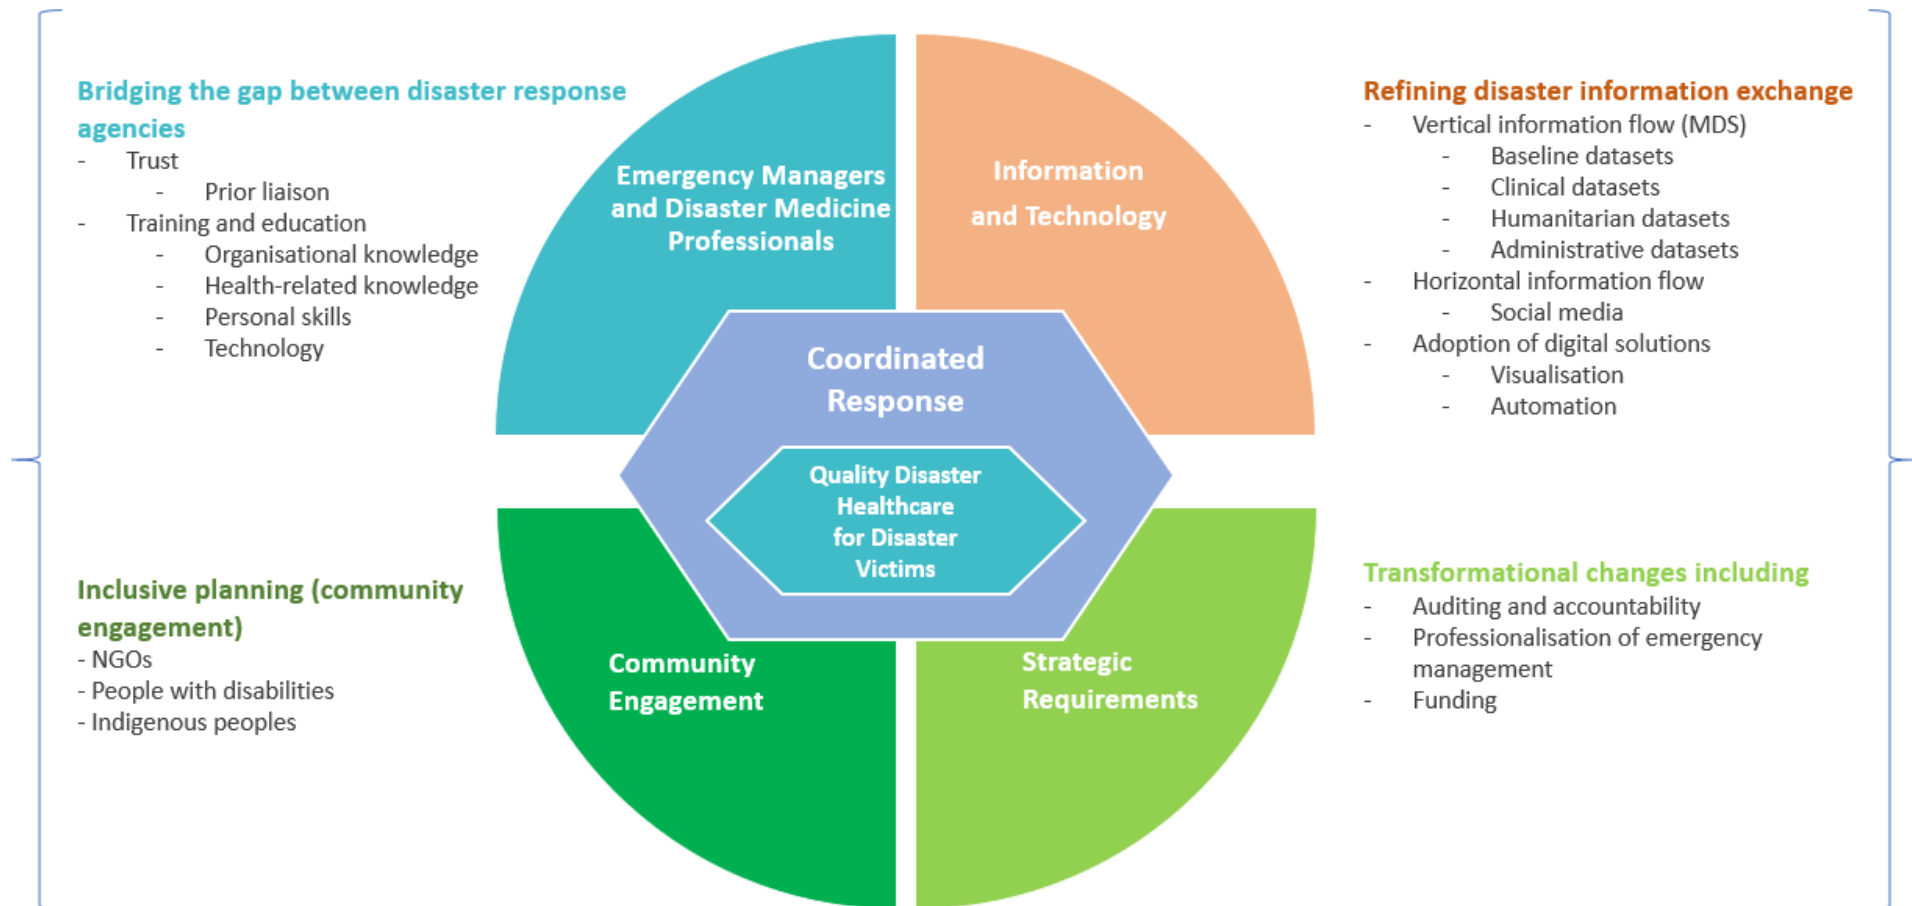 Bridging the gap between disaster response
agencies
- Trust
- Prior liaison
- Training and education
- Organisational knowledge
- Health-related knowledge
- Personal skills
- Technology
Emergency Managers
and Disaster Medicine
Professionals
Information
and Technology
Refining disaster information exchange
- Vertical information flow (MDS)
- Baseline datasets
- Clinical datasets
- Humanitarian datasets
- Administrative datasets
- Horizontal information flow
- Social media
- Adoption of digital solutions
- Visualisation
- Automation
Coordinated
Response
Quality Disaster
Healthcare
for Disaster
Victims
Inclusive planning (community
engagement)
- NGOs
- People with disabilities
- Indigenous peoples
Community
Engagement
Strategic
Requirements
Transformational changes including
- Auditing and accountability
- Professionalisation of emergency
management
- Funding